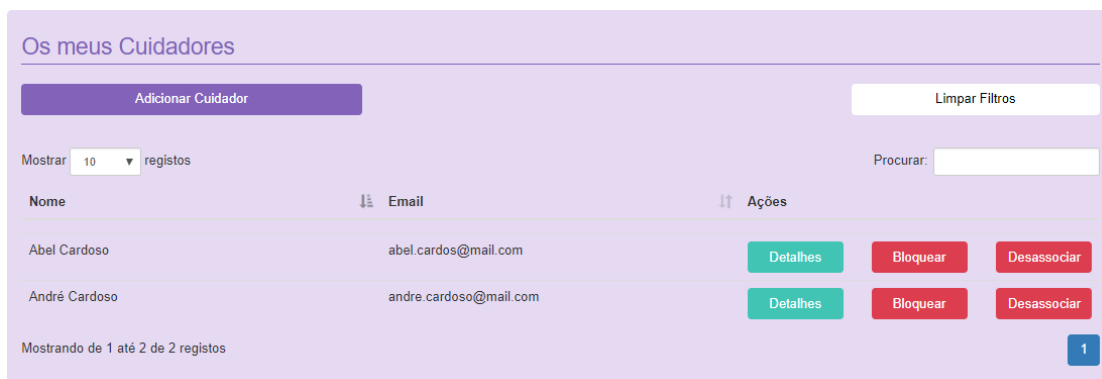 Os meus Cuidadores
Adicionar Cuidador Limpar Filtros
Mostrar 10 registos Procurar:
Nome Email Ações
Abel Cardoso abel.cardos@mail.com Detalhes Bloquear Desassociar
André Cardoso andre.cardoso@mail.com Detalhes Bloquear Desassociar
Mostrando de 1 até 2 de 2 registos 1